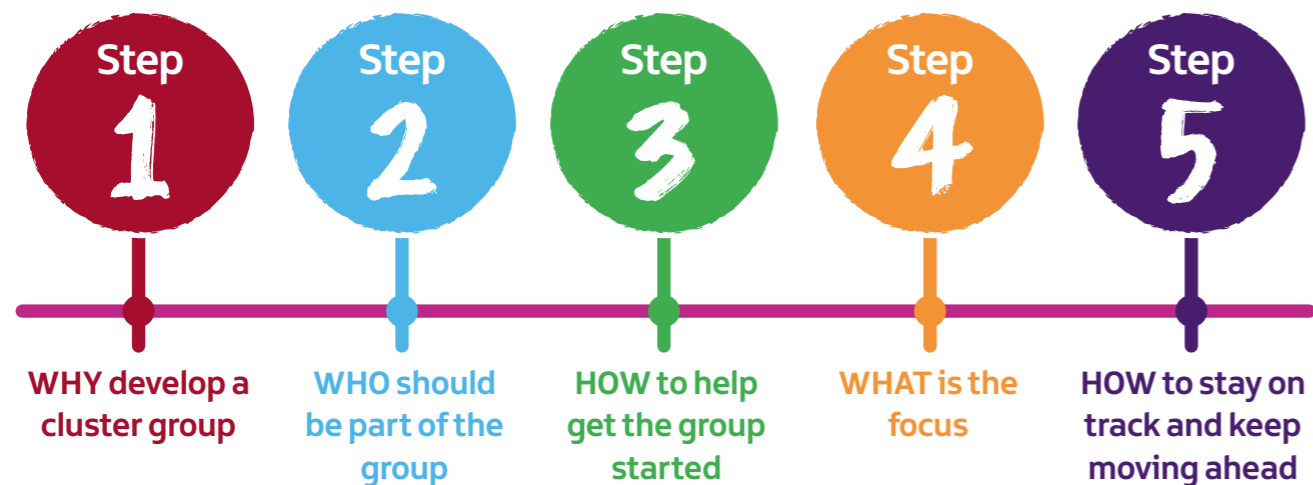 Step
1
WHY develop a
cluster group
Step
2
WHO should
be part of the
group
Step
3
HOW to help
get the group
started
Step
4
WHAT is the
focus
Step
5
HOW to stay on
track and keep
moving ahead